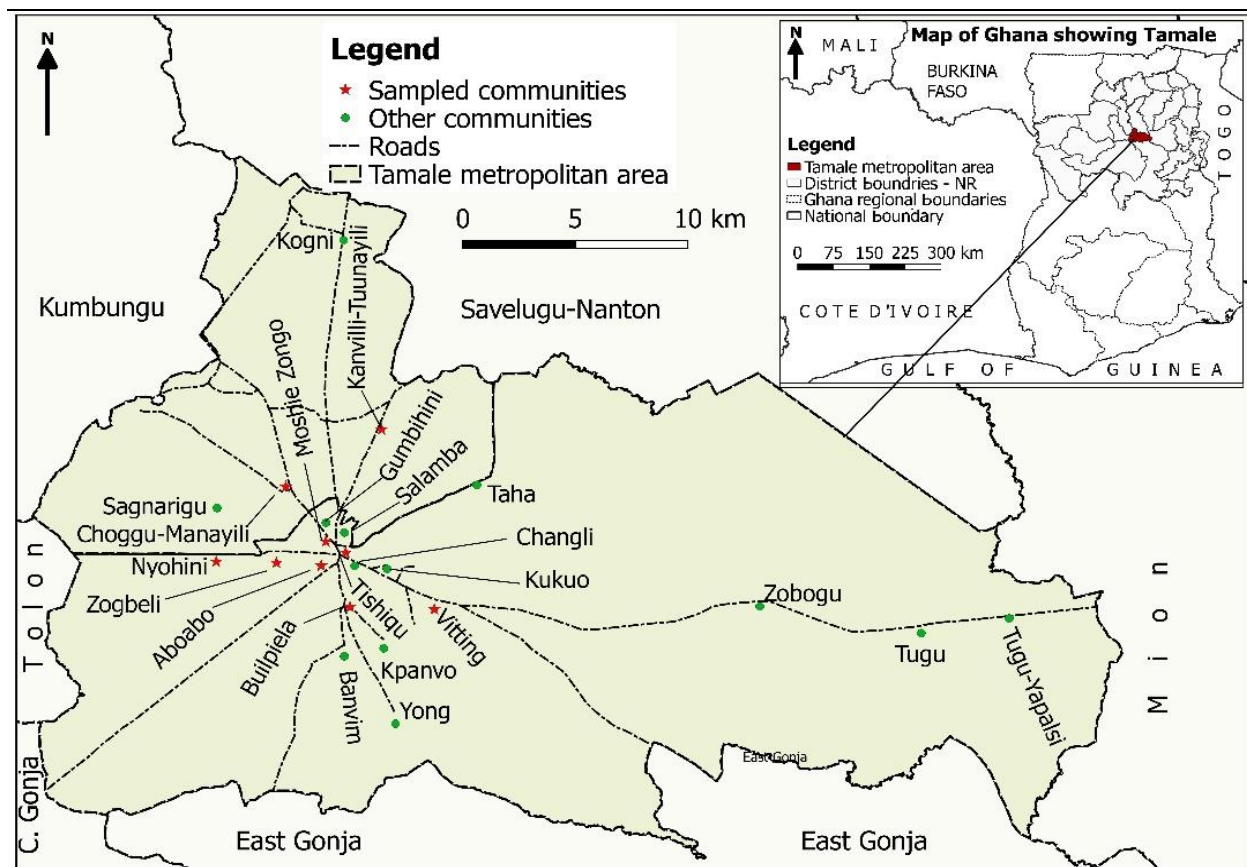 N
Legend
Sampled communities
Other communities
Roads
Tamale metropolitan area
0 5 10 km
Map of Ghana showing Tamale
N
MALI
BURKINA
FASO
TOGO
Legend
Tamale metropolitan area
District boundries - NR
Ghana regional boundaries
National boundary
0 75 150 225 300 km
COTE D'IVOIRE
GULF OF GUINEA
Kogni
Kumbungu
Savelugu-Nanton
Kanvilli-Tuunayili
Moshie Zongo
Gumbihini
Salamba
Taha
Sagnarigu
Choggu-Manayili
Changli
Nyohini
Kukuo
Zogbeli
Tishiqu
Zobogu
Aboabo
Vitting
Tugu
Tugu-Yapalsi
Builpiela
Kpanvo
Banvim
Yong
Tolon
Mion
C. Gonja
East Gonja
East Gonja
East Gonja